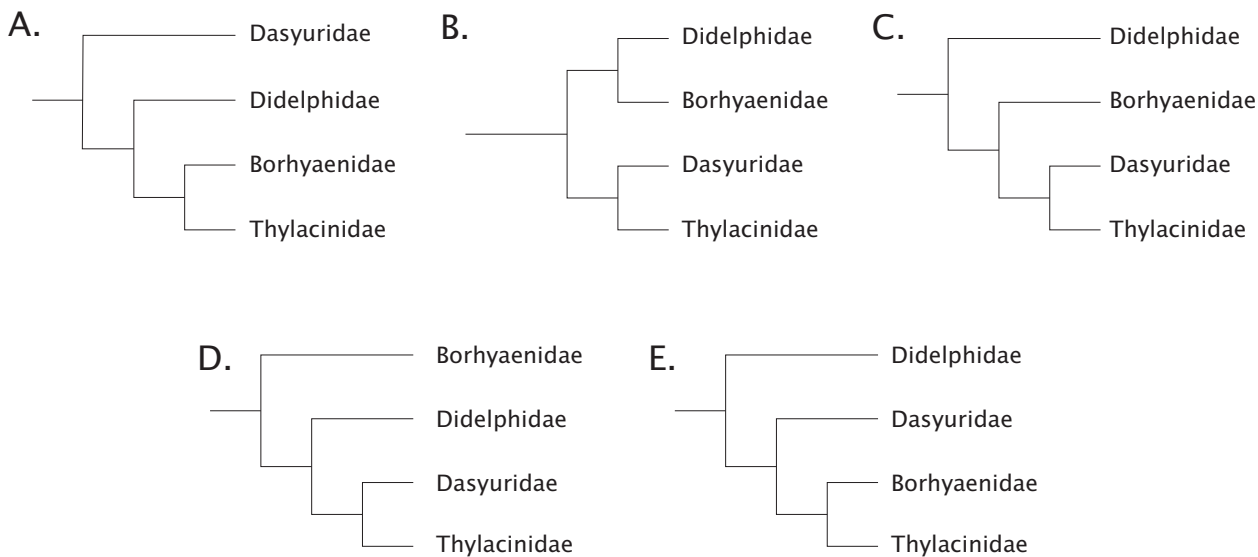 A.
Dasyuridae
Didelphidae
Borhyaenidae
Thylacinidae
B.
Didelphidae
Borhyaenidae
Dasyuridae
Thylacinidae
C.
Didelphidae
Borhyaenidae
Dasyuridae
Thylacinidae
D.
Borhyaenidae
Didelphidae
Dasyuridae
Thylacinidae
E.
Didelphidae
Dasyuridae
Borhyaenidae
Thylacinidae